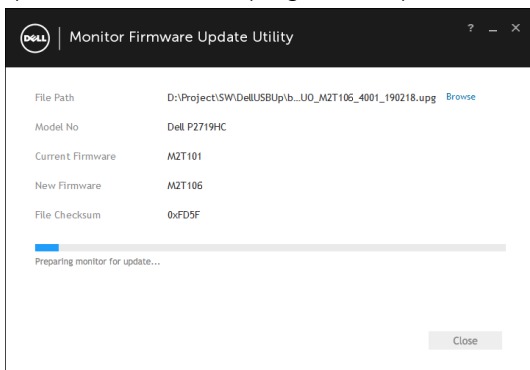 DELL Monitor Firmware Update Utility ? – ×
File Path D:\Project\SW\DellUSBUp\b...UO_M2T106_4001_190218.upg Browse
Model No Dell P2719HC
Current Firmware M2T101
New Firmware M2T106
File Checksum 0xFD5F
Preparing monitor for update...
Close